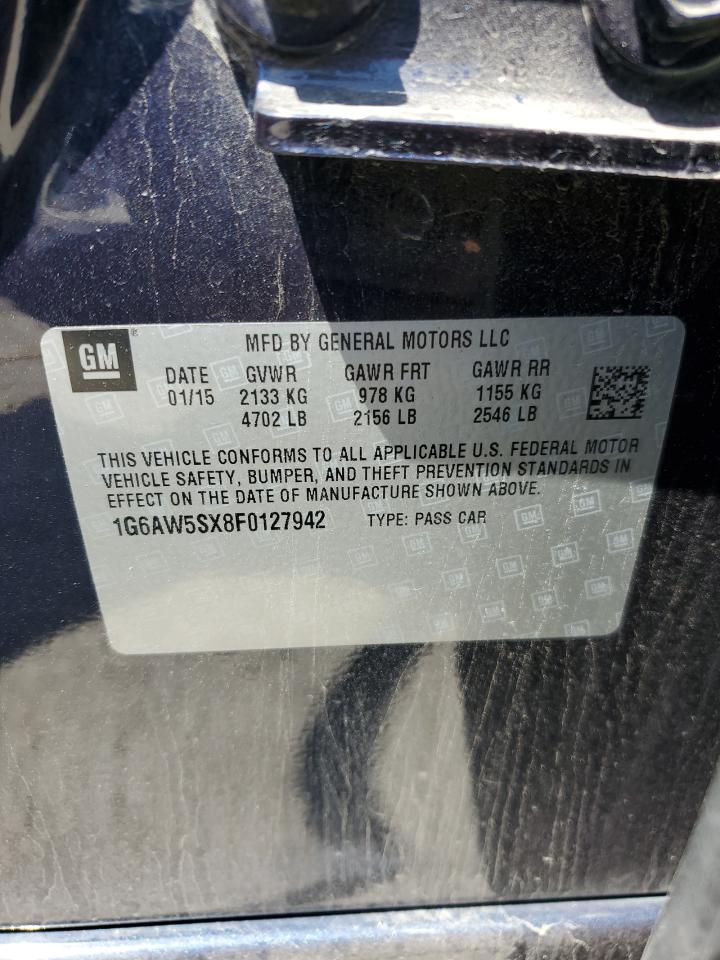 GM
MFD BY GENERAL MOTORS LLC
DATE GVWR GAWR FRT GAWR RR
01/15 2133 KG 978 KG 1155 KG
4702 LB 2156 LB 2546 LB
THIS VEHICLE CONFORMS TO ALL APPLICABLE U.S. FEDERAL MOTOR
VEHICLE SAFETY, BUMPER, AND THEFT PREVENTION STANDARDS IN
EFFECT ON THE DATE OF MANUFACTURE SHOWN ABOVE.
1G6AW5SX8F0127942 TYPE: PASS CAR